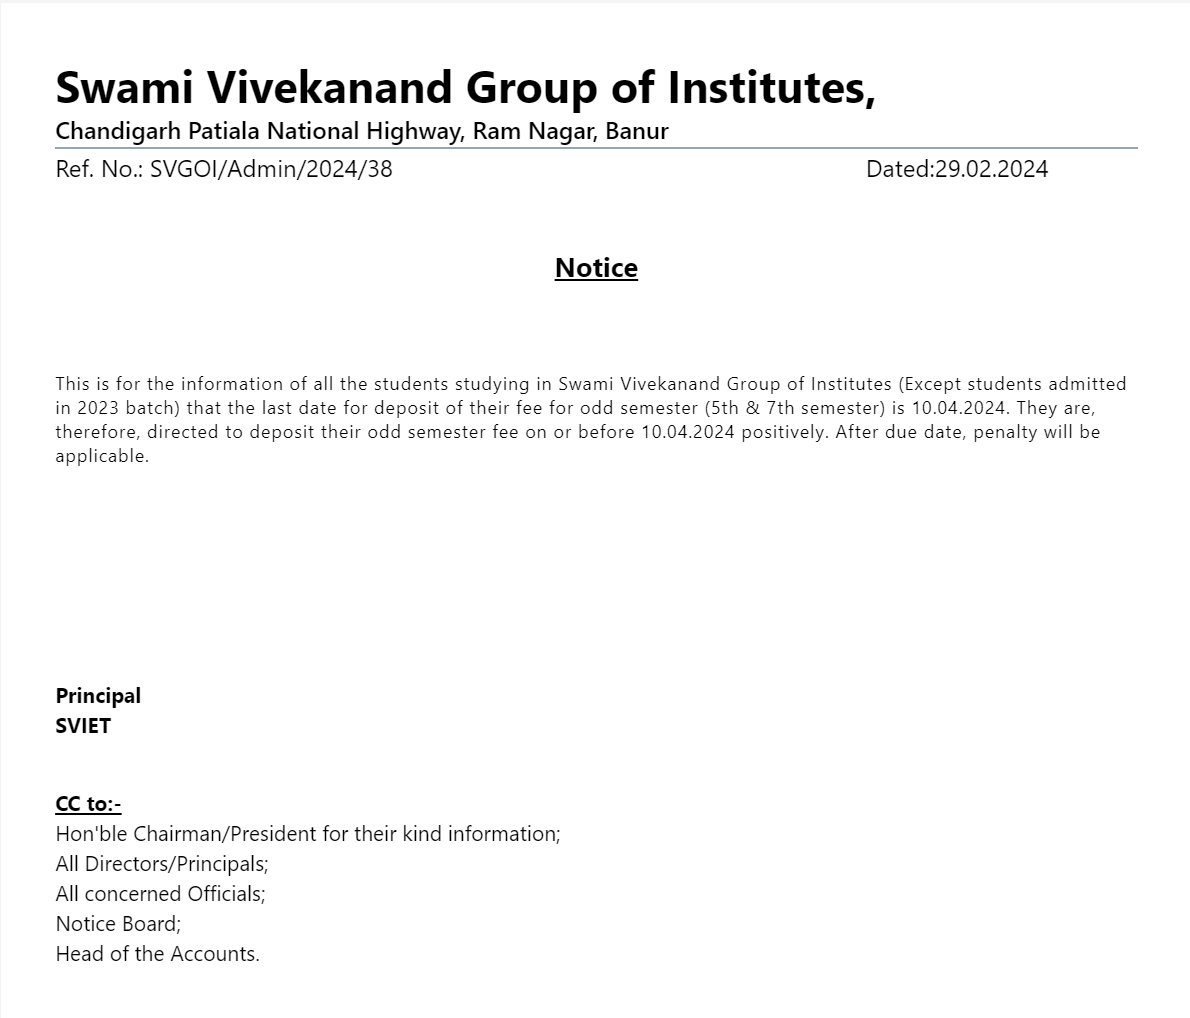 Swami Vivekanand Group of Institutes,
Chandigarh Patiala National Highway, Ram Nagar, Banur
Ref. No.: SVGOI/Admin/2024/38 Dated:29.02.2024
Notice
This is for the information of all the students studying in Swami Vivekanand Group of Institutes (Except students admitted
in 2023 batch) that the last date for deposit of their fee for odd semester (5th & 7th semester) is 10.04.2024. They are,
therefore, directed to deposit their odd semester fee on or before 10.04.2024 positively. After due date, penalty will be
applicable.
Principal
SVIET
CC to:-
Hon'ble Chairman/President for their kind information;
All Directors/Principals;
All concerned Officials;
Notice Board;
Head of the Accounts.